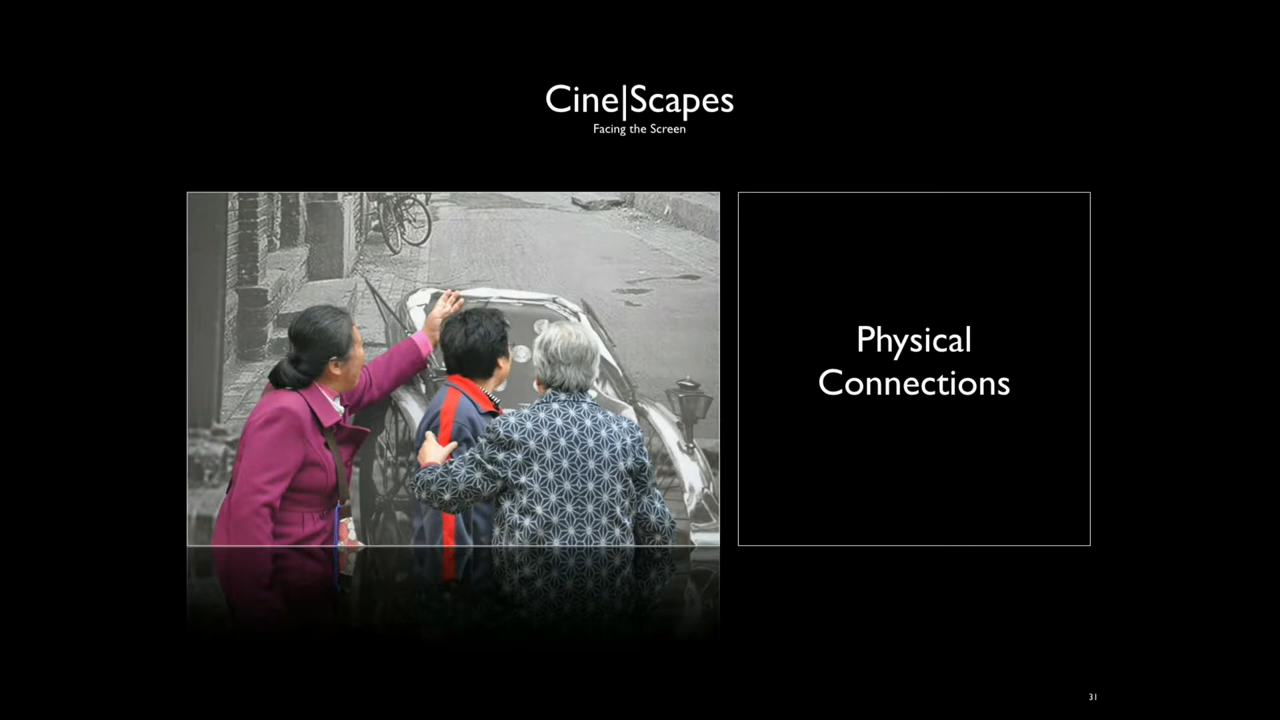 Cine|Scapes
Facing the Screen
Physical
Connections
31